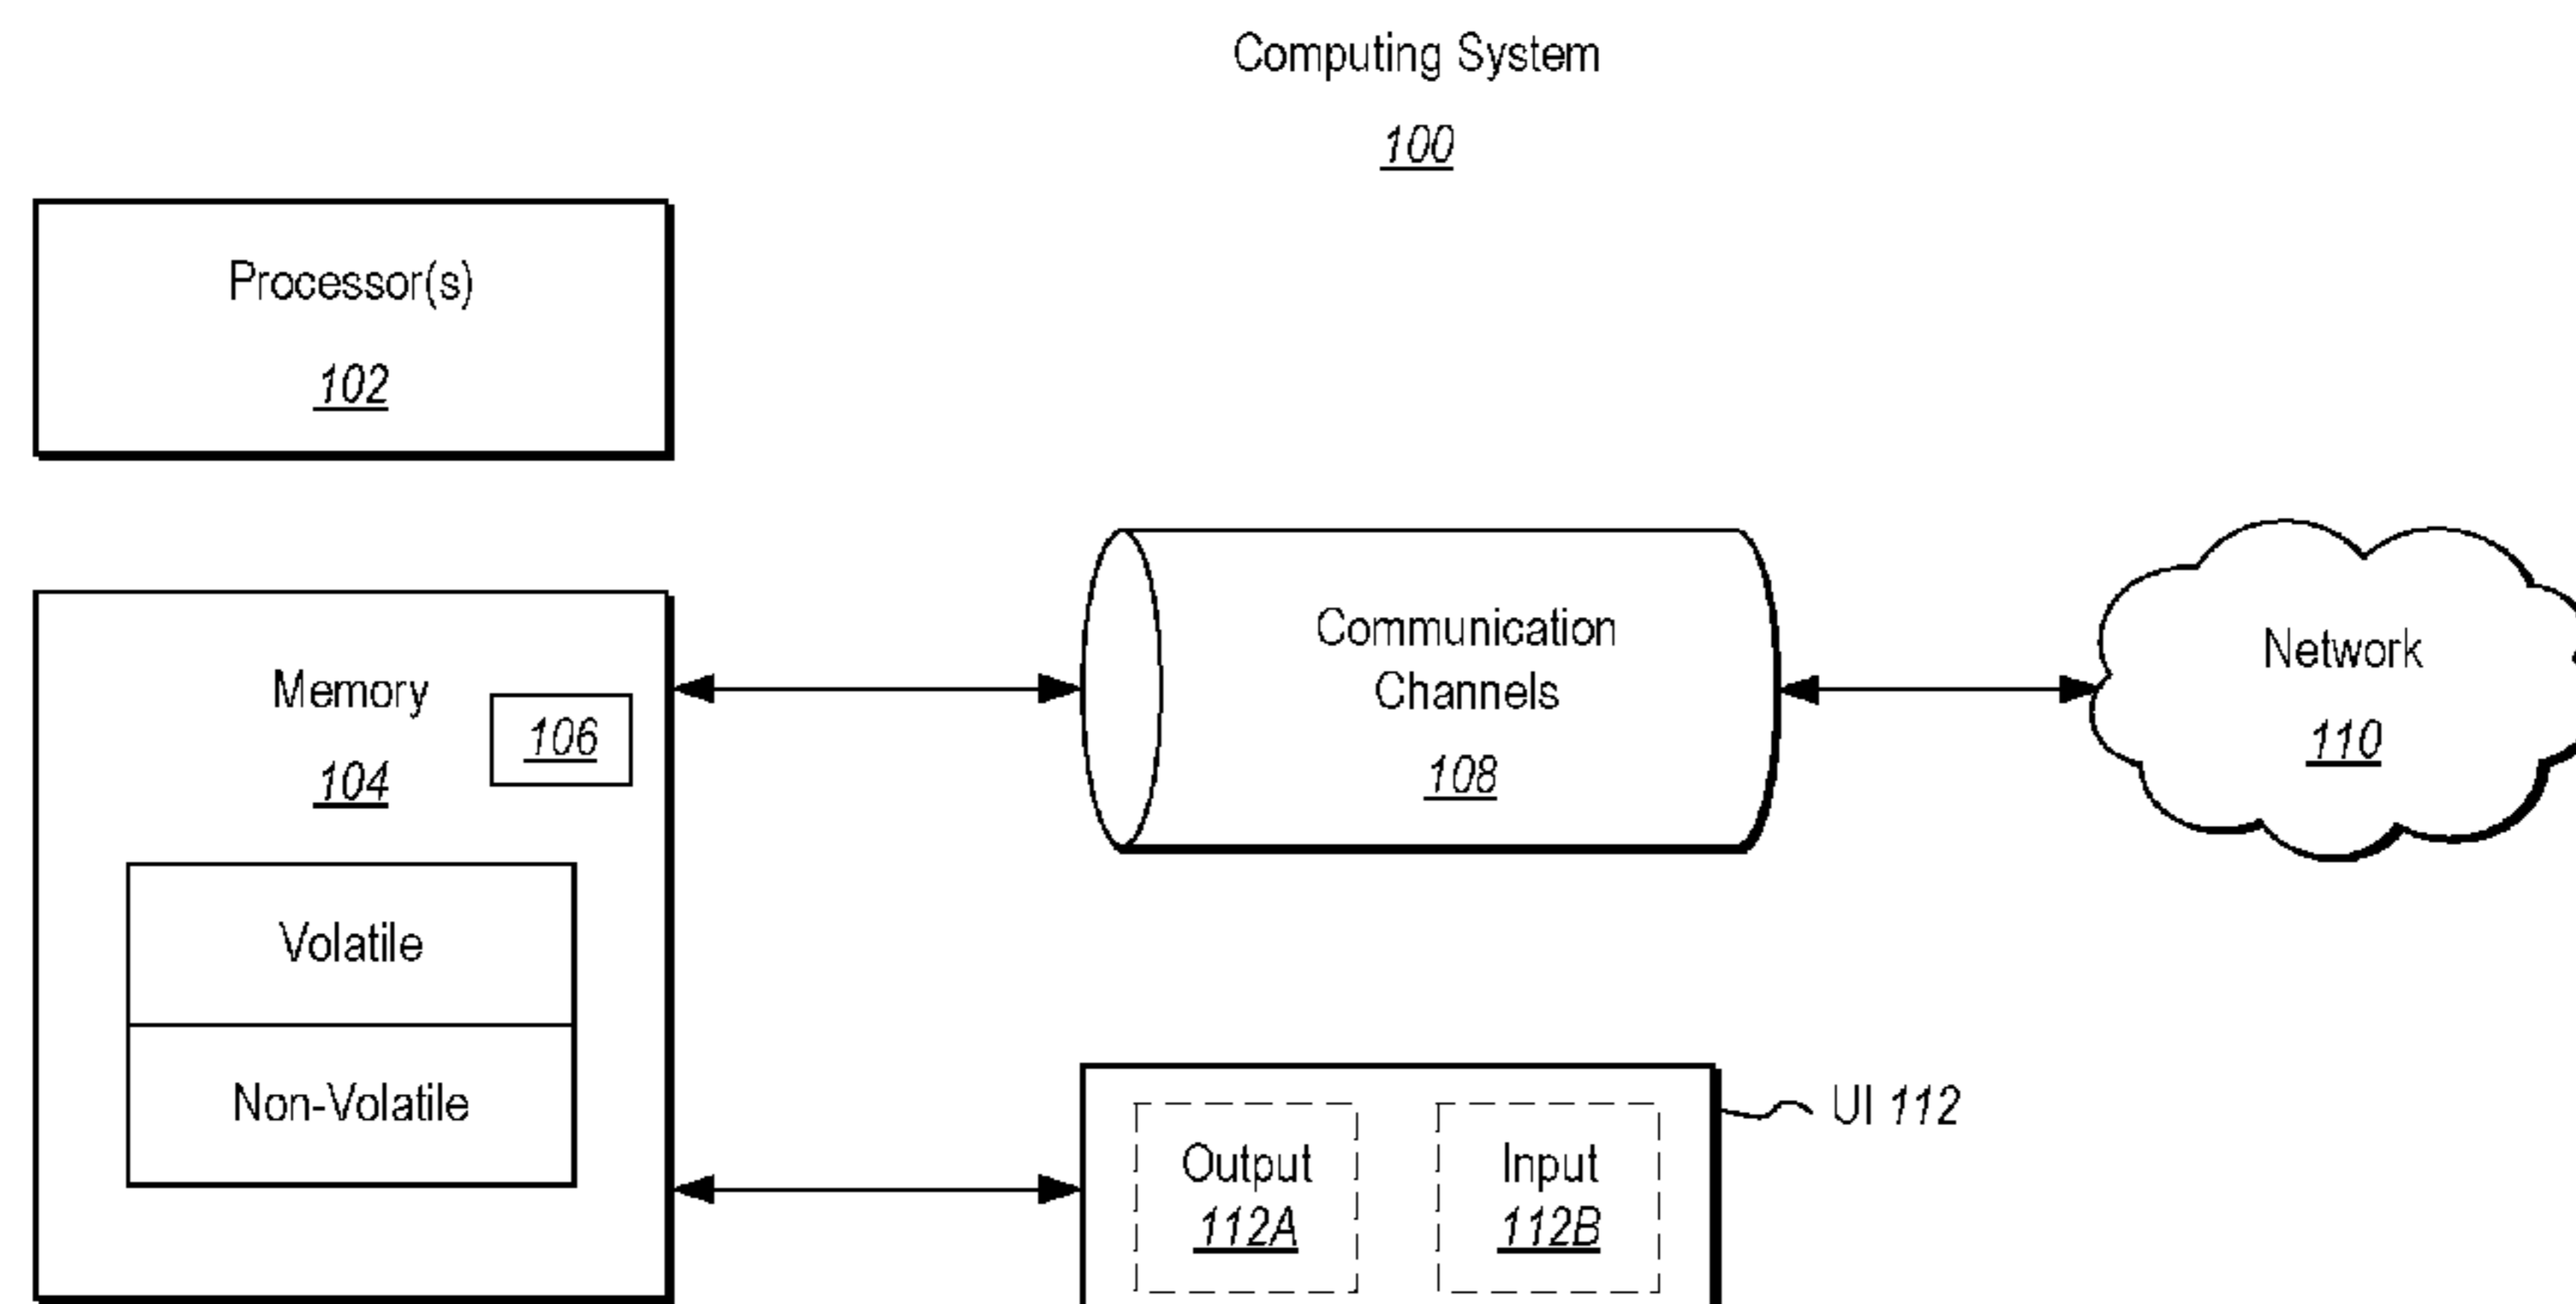 Computing System
100
Processor(s)
102
Memory
104
106
Volatile
Non-Volatile
Communication
Channels
108
Network
110
UI 112
Output
112A
Input
112B